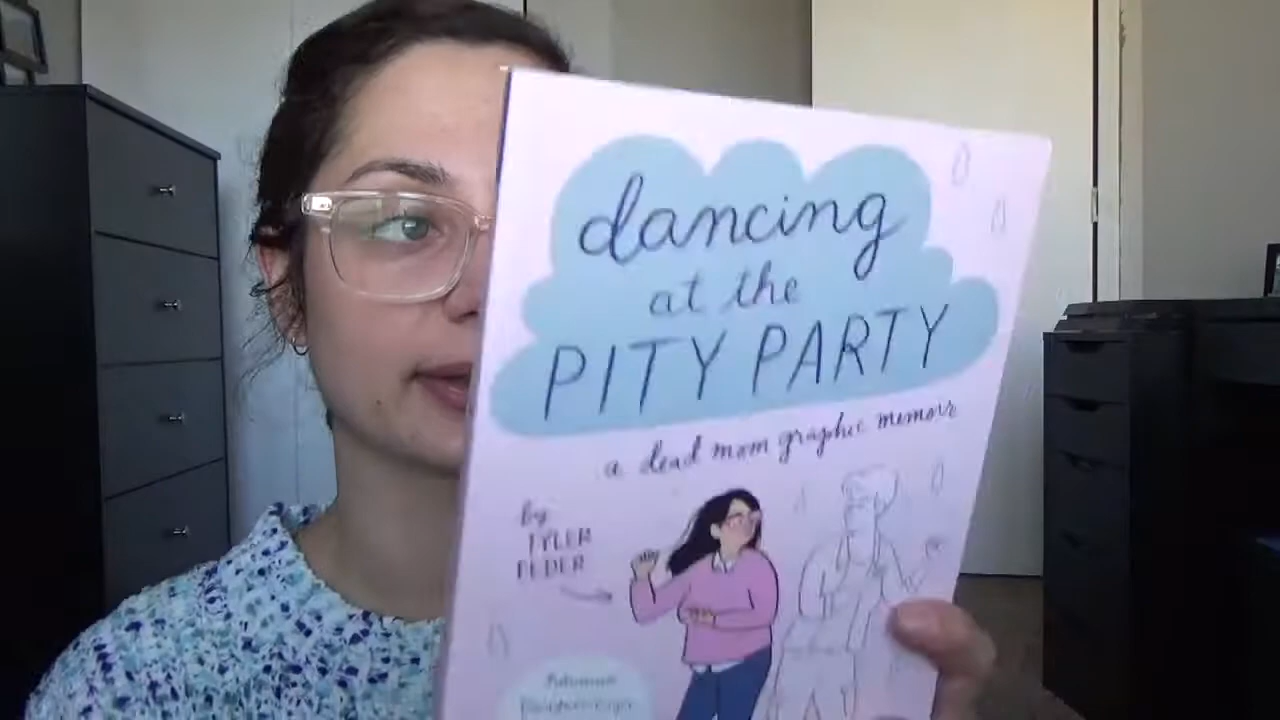 dancing
at the
PITY PARTY
a dead mom graphic memoir
by
TYLER
FEDER